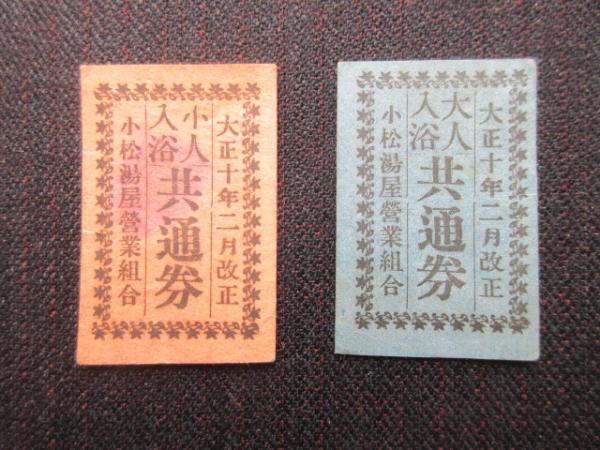 大正十年二月改正
小人入浴共通券
小松湯屋營業組合
大正十年二月改正
大人入浴共通券
小松湯屋營業組合